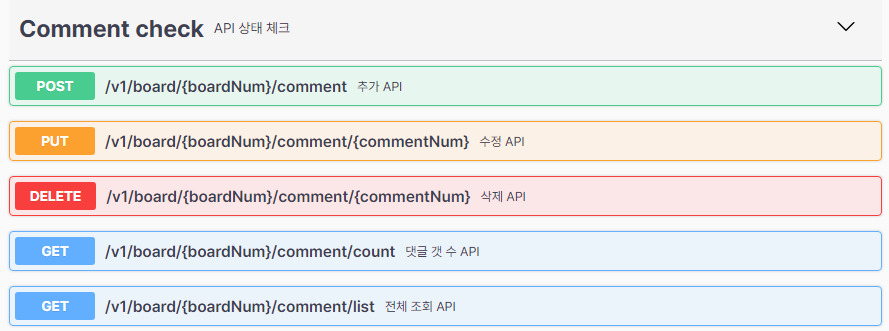 Comment check API 상태 체크
POST /v1/board/{boardNum}/comment 추가 API
PUT /v1/board/{boardNum}/comment/{commentNum} 수정 API
DELETE /v1/board/{boardNum}/comment/{commentNum} 삭제 API
GET /v1/board/{boardNum}/comment/count 댓글 갯 수 API
GET /v1/board/{boardNum}/comment/list 전체 조회 API